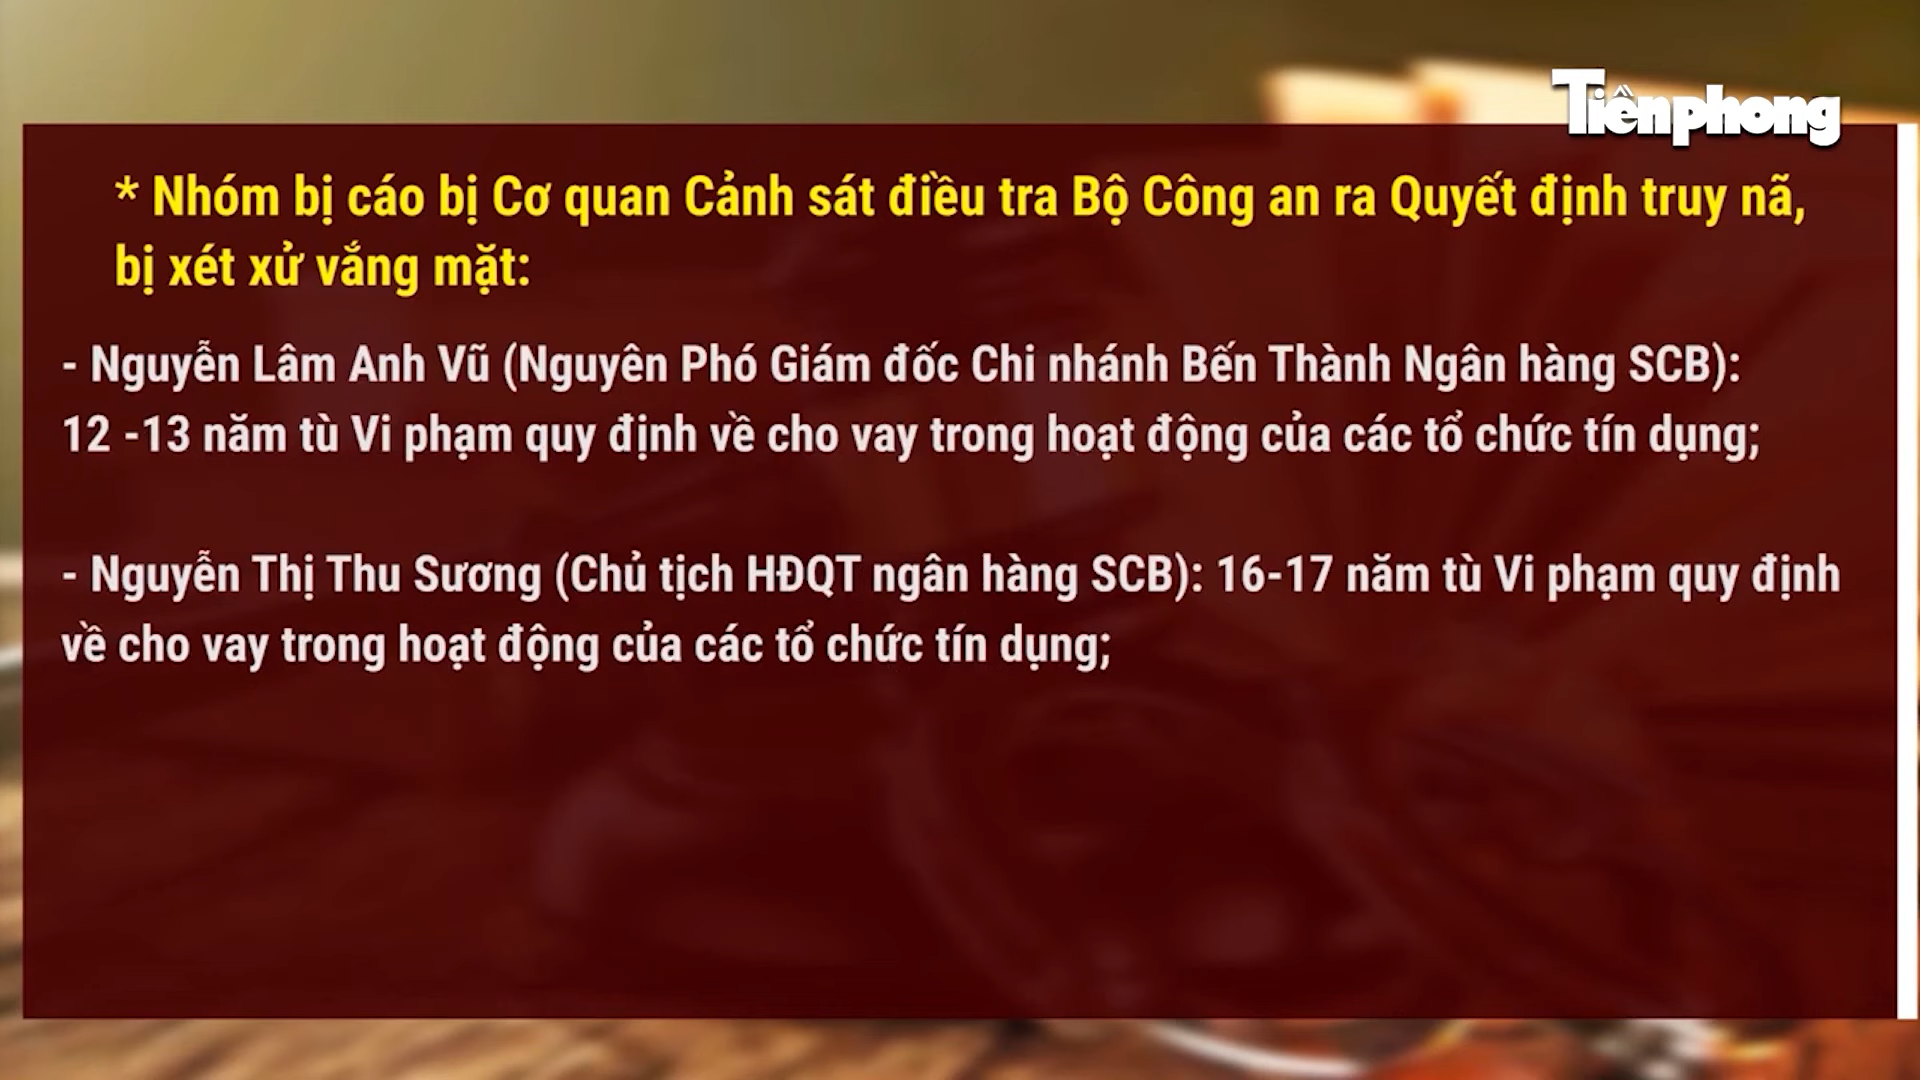 Tiềnphong
* Nhóm bị cáo bị Cơ quan Cảnh sát điều tra Bộ Công an ra Quyết định truy nã,
bị xét xử vắng mặt:
- Nguyễn Lâm Anh Vũ (Nguyên Phó Giám đốc Chi nhánh Bến Thành Ngân hàng SCB):
12 -13 năm tù Vi phạm quy định về cho vay trong hoạt động của các tổ chức tín dụng;
- Nguyễn Thị Thu Sương (Chủ tịch HĐQT ngân hàng SCB): 16-17 năm tù Vi phạm quy định
về cho vay trong hoạt động của các tổ chức tín dụng;